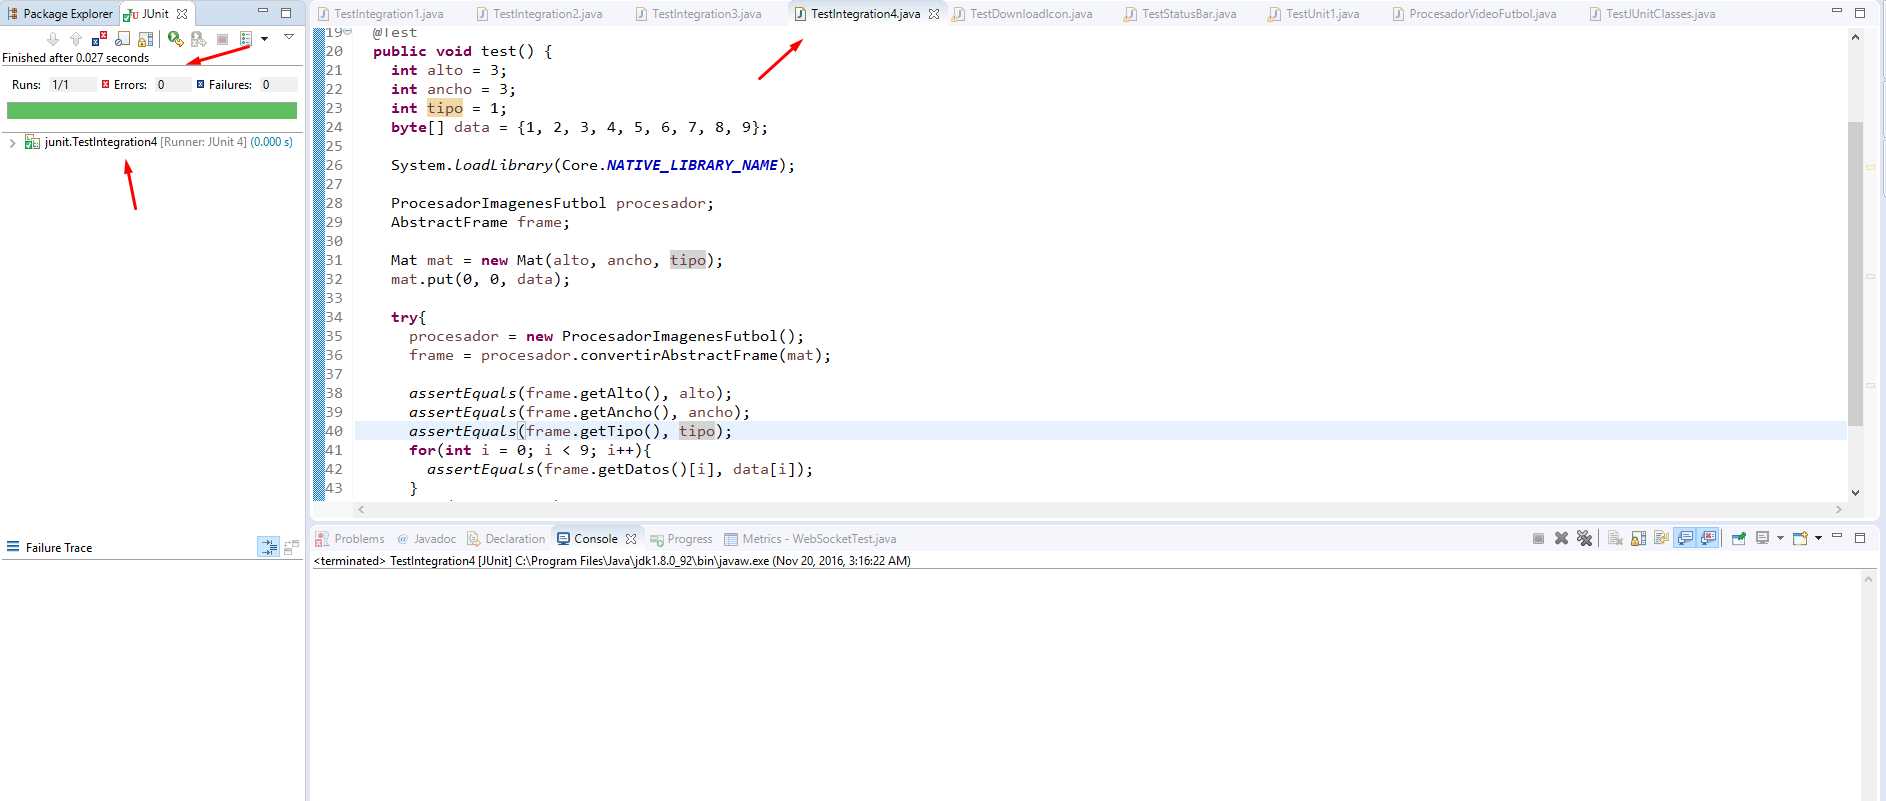 Package Explorer
JUnit
Finished after 0.027 seconds
Runs: 1/1 Errors: 0 Failures: 0
junit.TestIntegration4 [Runner: JUnit 4] (0.000 s)
Failure Trace
TestIntegration1.java TestIntegration2.java TestIntegration3.java TestIntegration4.java TestDownloadIcon.java TestStatusBar.java TestUnit1.java ProcesadorVideoFutbol.java TestJUnitClasses.java
19 @Test
20 public void test() {
21 int alto = 3;
22 int ancho = 3;
23 int tipo = 1;
24 byte[] data = {1, 2, 3, 4, 5, 6, 7, 8, 9};
25
26 System.loadLibrary(Core.NATIVE_LIBRARY_NAME);
27
28 ProcesadorImagenesFutbol procesador;
29 AbstractFrame frame;
30
31 Mat mat = new Mat(alto, ancho, tipo);
32 mat.put(0, 0, data);
33
34 try{
35 procesador = new ProcesadorImagenesFutbol();
36 frame = procesador.convertirAbstractFrame(mat);
37
38 assertEquals(frame.getAlto(), alto);
39 assertEquals(frame.getAncho(), ancho);
40 assertEquals(frame.getTipo(), tipo);
41 for(int i = 0; i < 9; i++){
42 assertEquals(frame.getDatos()[i], data[i]);
43 }
Problems @ Javadoc Declaration Console Progress Metrics - WebSocketTest.java
<terminated> TestIntegration4 [JUnit] C:\Program Files\Java\jdk1.8.0_92\bin\javaw.exe (Nov 20, 2016, 3:16:22 AM)